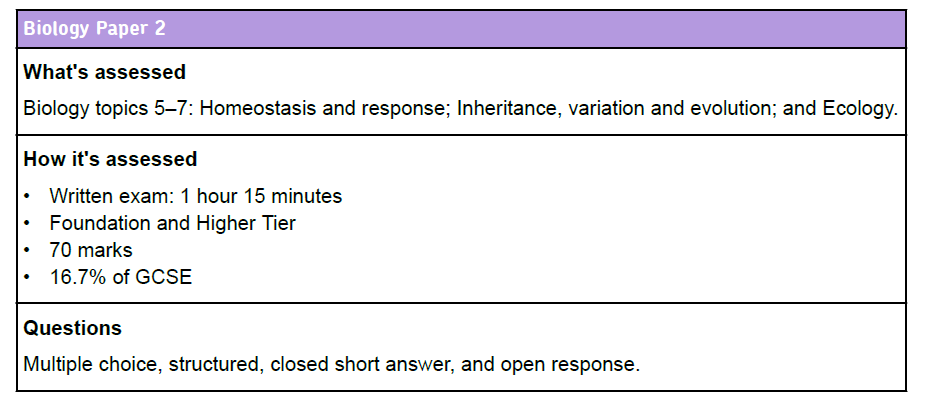 Biology Paper 2
What's assessed
Biology topics 5–7: Homeostasis and response; Inheritance, variation and evolution; and Ecology.
How it's assessed
• Written exam: 1 hour 15 minutes
• Foundation and Higher Tier
• 70 marks
• 16.7% of GCSE
Questions
Multiple choice, structured, closed short answer, and open response.